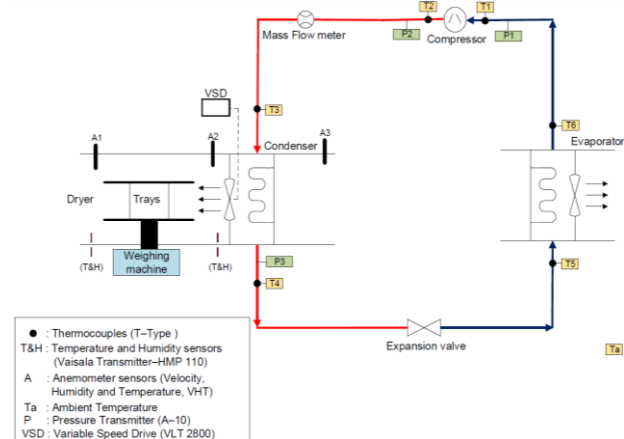 T2
T1
Mass Flow meter
P2
Compressor
P1
VSD
T3
T6
A1
A2
A3
Condenser
Evaporator
Dryer
Trays
Weighing
machine
(T&H)
(T&H)
P3
T4
T5
Expansion valve
Ta
: Thermocouples (T–Type )
T&H : Temperature and Humidity sensors
(Vaisala Transmitter–HMP 110)
A : Anemometer sensors (Velocity,
Humidity and Temperature, VHT)
Ta : Ambient Temperature
P : Pressure Transmitter (A–10)
VSD : Variable Speed Drive (VLT 2800)